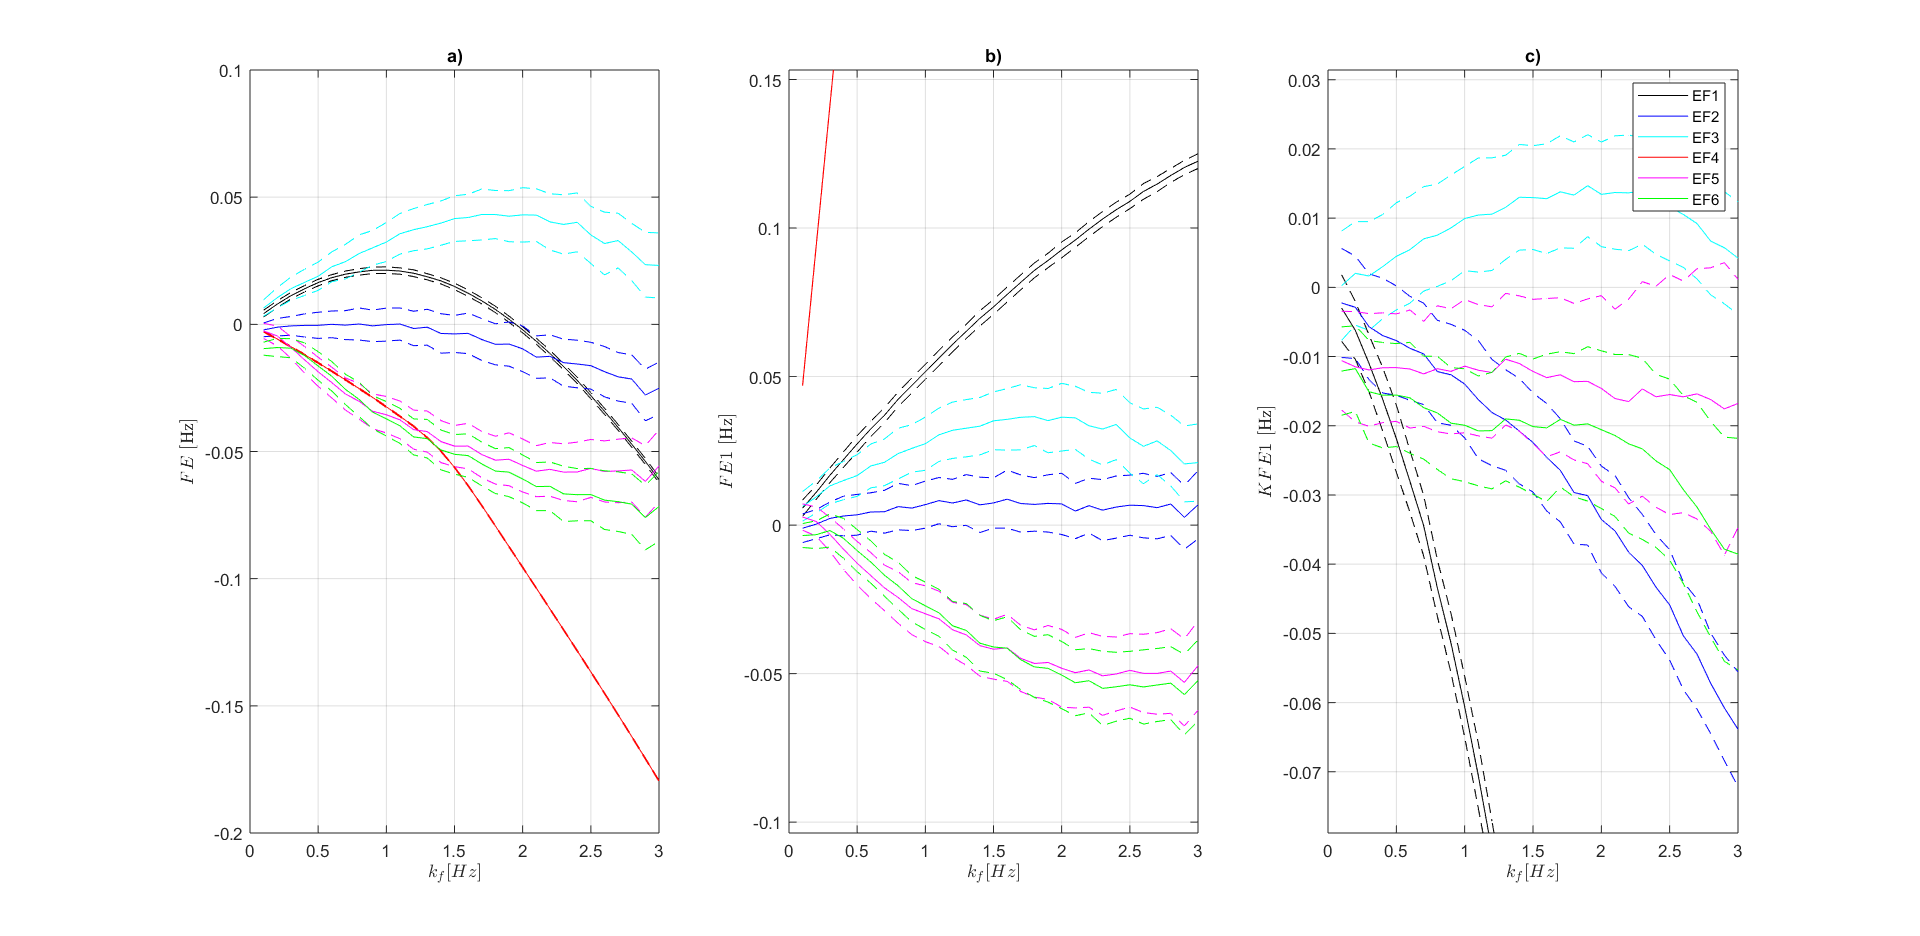 a)
0.1
0.05
0
-0.05
-0.1
-0.15
-0.2
FE [Hz]
0 0.5 1 1.5 2 2.5 3
k_f[Hz]
b)
0.15
0.1
0.05
0
-0.05
-0.1
FE1 [Hz]
0 0.5 1 1.5 2 2.5 3
k_f[Hz]
c)
0.03
0.02
0.01
0
-0.01
-0.02
-0.03
-0.04
-0.05
-0.06
-0.07
KFE1 [Hz]
0 0.5 1 1.5 2 2.5 3
k_f[Hz]
EF1
EF2
EF3
EF4
EF5
EF6